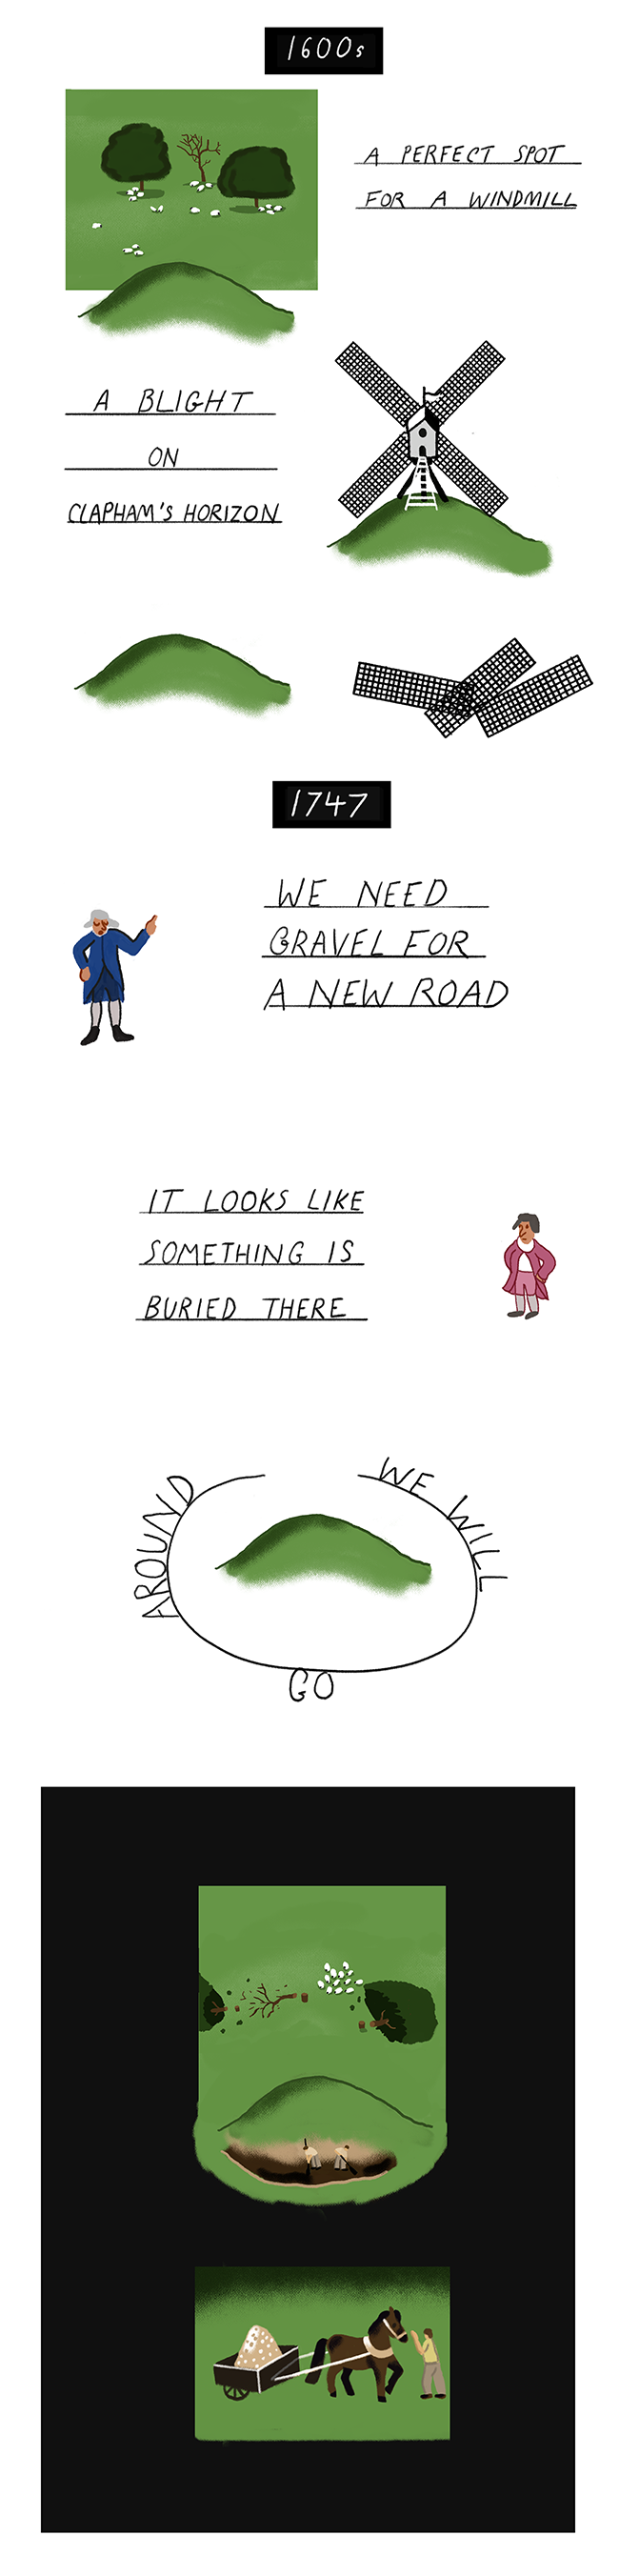 1600s
A PERFECT SPOT
FOR A WINDMILL
A BLIGHT
ON
CLAPHAM'S HORIZON
1747
WE NEED
GRAVEL FOR
A NEW ROAD
IT LOOKS LIKE
SOMETHING IS
BURIED THERE
WE WILL
GO
AROUND